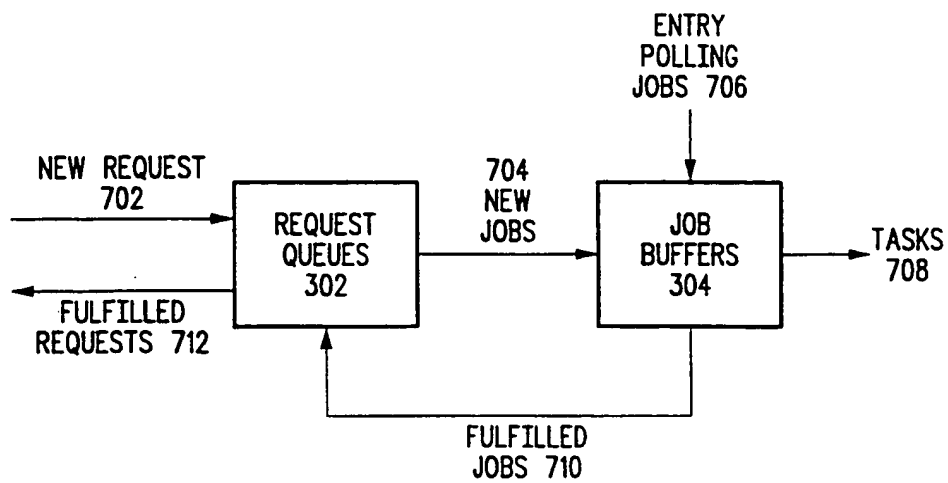 ENTRY
POLLING
JOBS 706
NEW REQUEST
702
704
NEW
JOBS
REQUEST
QUEUES
302
JOB
BUFFERS
304
TASKS
708
FULFILLED
REQUESTS 712
FULFILLED
JOBS 710